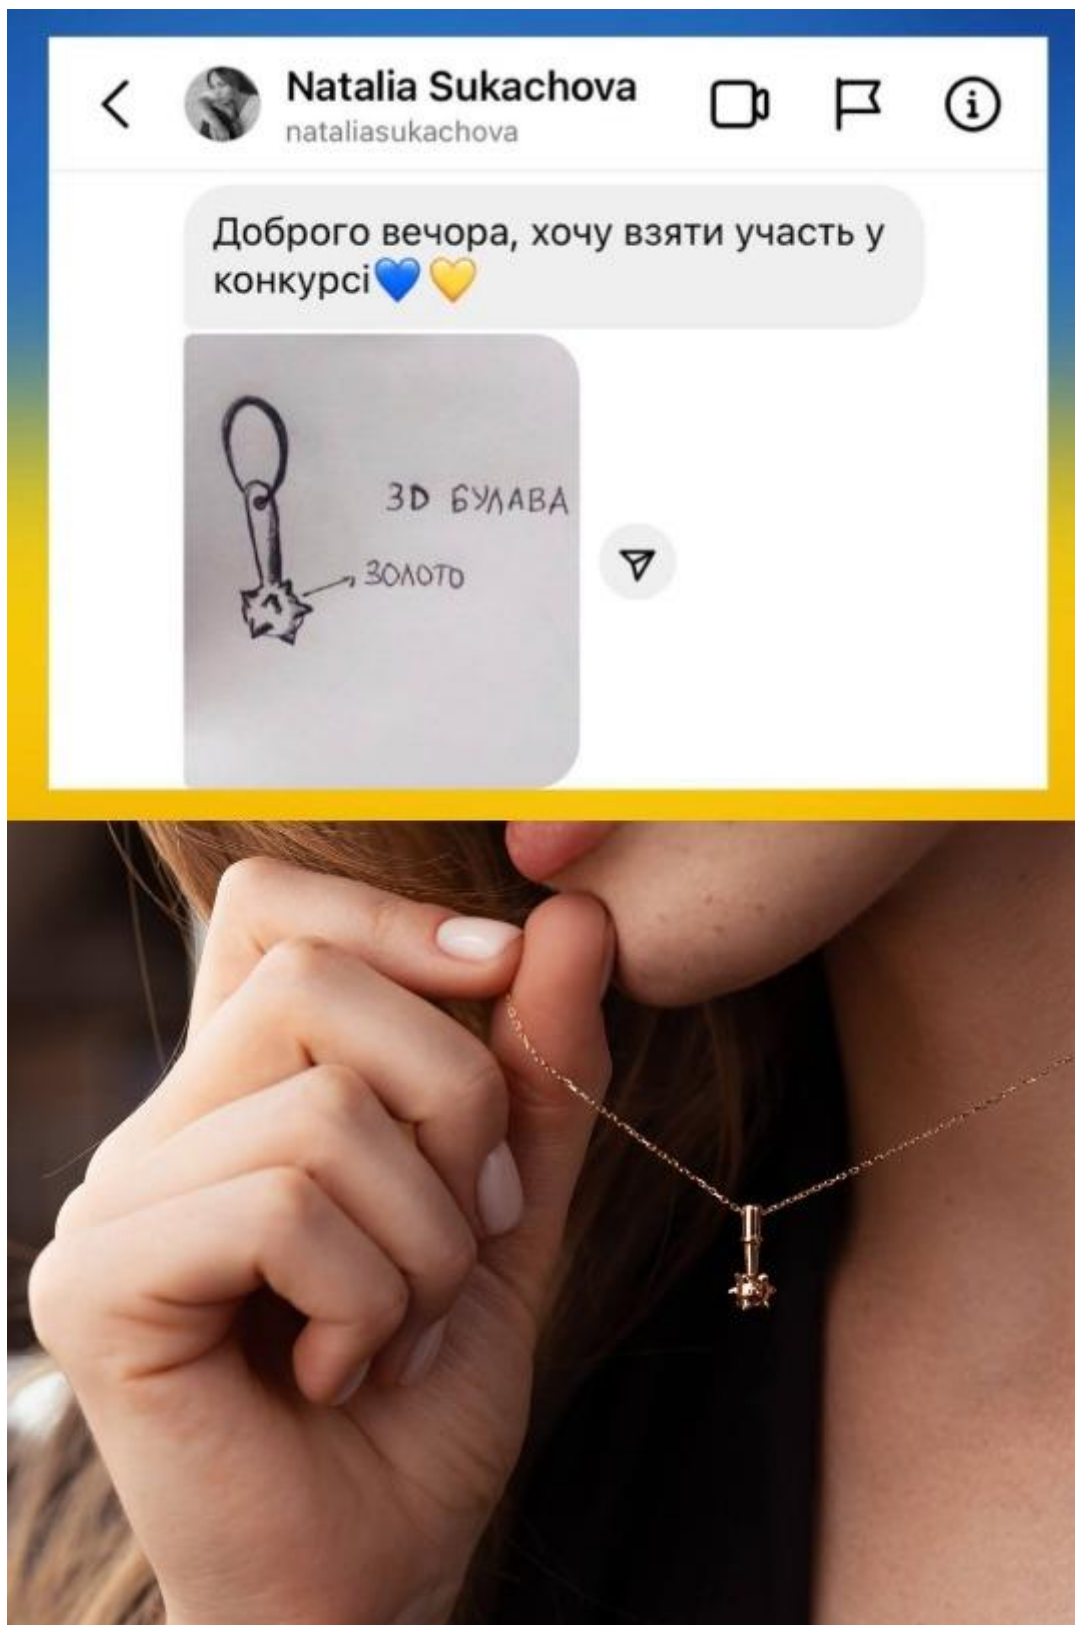 Natalia Sukachova
nataliasukachova
Доброго вечора, хочу взяти участь у
конкурсі💙💛
3D БУЛАВА
ЗОЛОТО